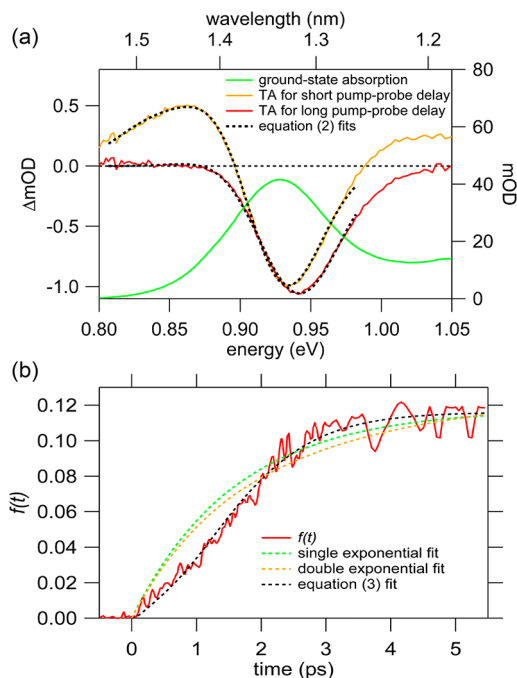 (a)
wavelength (nm)
1.5 1.4 1.3 1.2
ground-state absorption
TA for short pump-probe delay
TA for long pump-probe delay
equation (2) fits
ΔmOD
0.5
0.0
-0.5
-1.0
80
60
40
20
0
mOD
0.80 0.85 0.90 0.95 1.00 1.05
energy (eV)
(b)
f(t)
0.12
0.10
0.08
0.06
0.04
0.02
0.00
f(t)
single exponential fit
double exponential fit
equation (3) fit
0 1 2 3 4 5
time (ps)